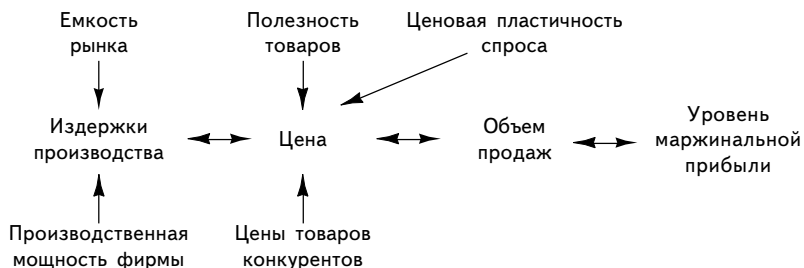 Емкость
рынка
Полезность
товаров
Ценовая пластичность
спроса
Издержки
производства
Цена
Объем
продаж
Уровень
маржинальной
прибыли
Производственная
мощность фирмы
Цены товаров
конкурентов